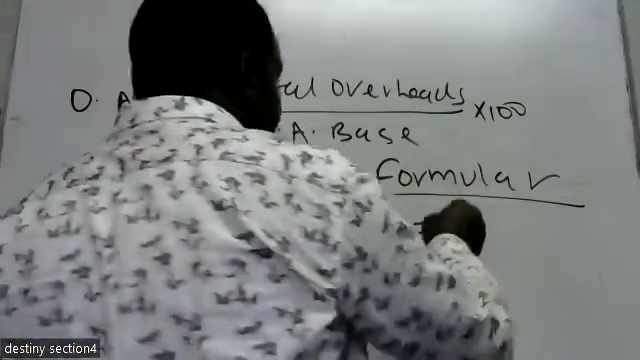 O. A al Overheads x100
A. Base
Formular
destiny section4